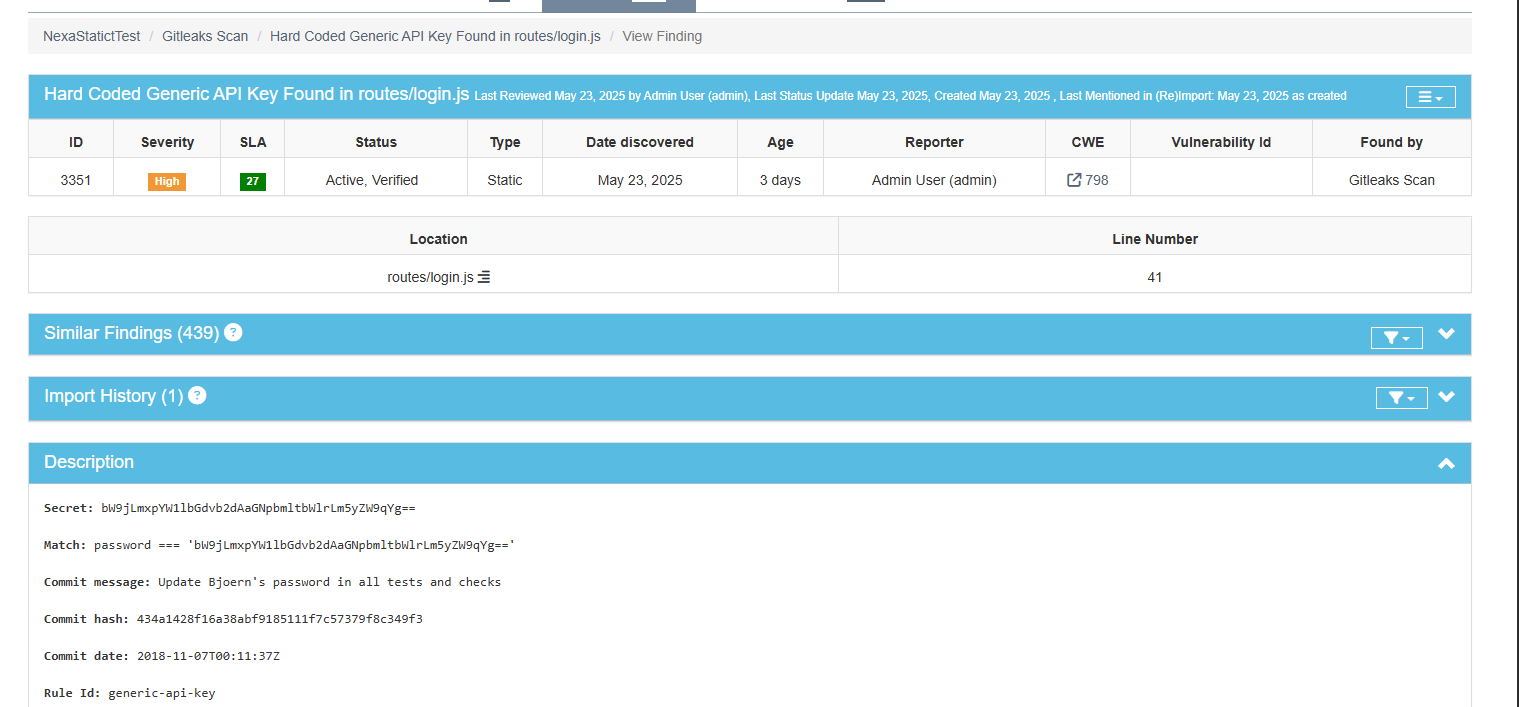 NexaStatictTest / Gitleaks Scan / Hard Coded Generic API Key Found in routes/login.js / View Finding
Hard Coded Generic API Key Found in routes/login.js Last Reviewed May 23, 2025 by Admin User (admin), Last Status Update May 23, 2025, Created May 23, 2025 , Last Mentioned in (Re)Import: May 23, 2025 as created
ID Severity SLA Status Type Date discovered Age Reporter CWE Vulnerability Id Found by
3351 High 27 Active, Verified Static May 23, 2025 3 days Admin User (admin) 798 Gitleaks Scan
Location Line Number
routes/login.js 41
Similar Findings (439) ?
Import History (1) ?
Description
Secret: bW9jLmxpYW1lbGdvb2dAaGNpbmltbWlrLm5yZW9qYg==
Match: password === 'bW9jLmxpYW1lbGdvb2dAaGNpbmltbWlrLm5yZW9qYg=='
Commit message: Update Bjoern's password in all tests and checks
Commit hash: 434a1428f16a38abf9185111f7c57379f8c349f3
Commit date: 2018-11-07T00:11:37Z
Rule Id: generic-api-key